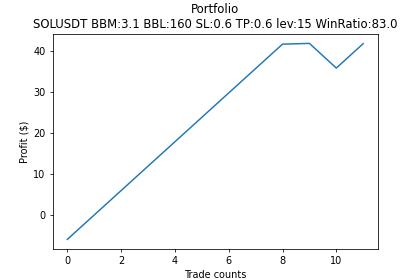 Portfolio
SOLUSDT BBM:3.1 BBL:160 SL:0.6 TP:0.6 lev:15 WinRatio:83.0
40
30
20
10
0
Profit ($)
0 2 4 6 8 10
Trade counts